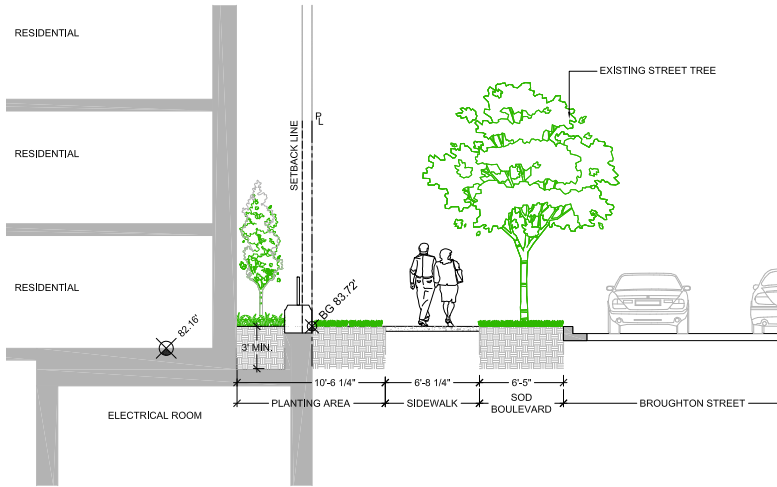 RESIDENTIAL
EXISTING STREET TREE
PL
SETBACK LINE
RESIDENTIAL
RESIDENTIAL
BG 83.72'
82.16'
3' MIN.
10'-6 1/4"
6'-8 1/4"
6'-5"
PLANTING AREA
SIDEWALK
SOD
BOULEVARD
BROUGHTON STREET
ELECTRICAL ROOM